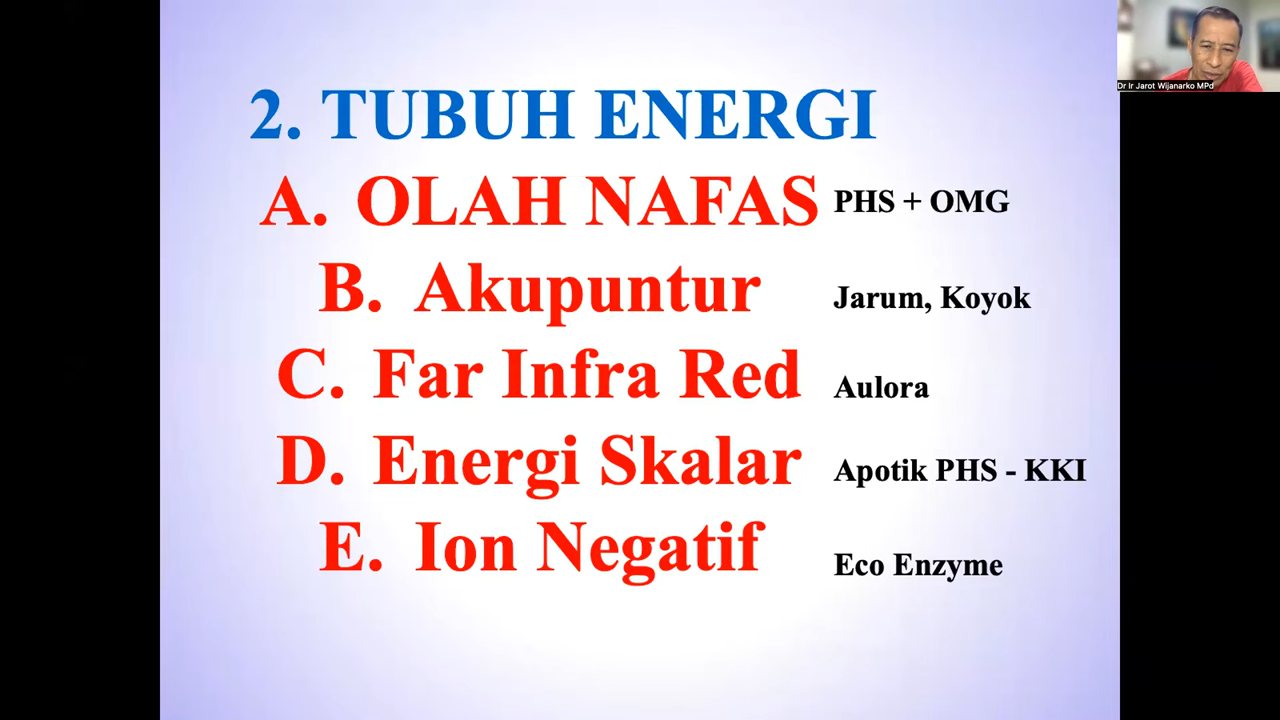 Dr Ir Jarot Wijanarko MPd
2. TUBUH ENERGI
A. OLAH NAFAS PHS + OMG
B. Akupuntur Jarum, Koyok
C. Far Infra Red Aulora
D. Energi Skalar Apotik PHS - KKI
E. Ion Negatif Eco Enzyme